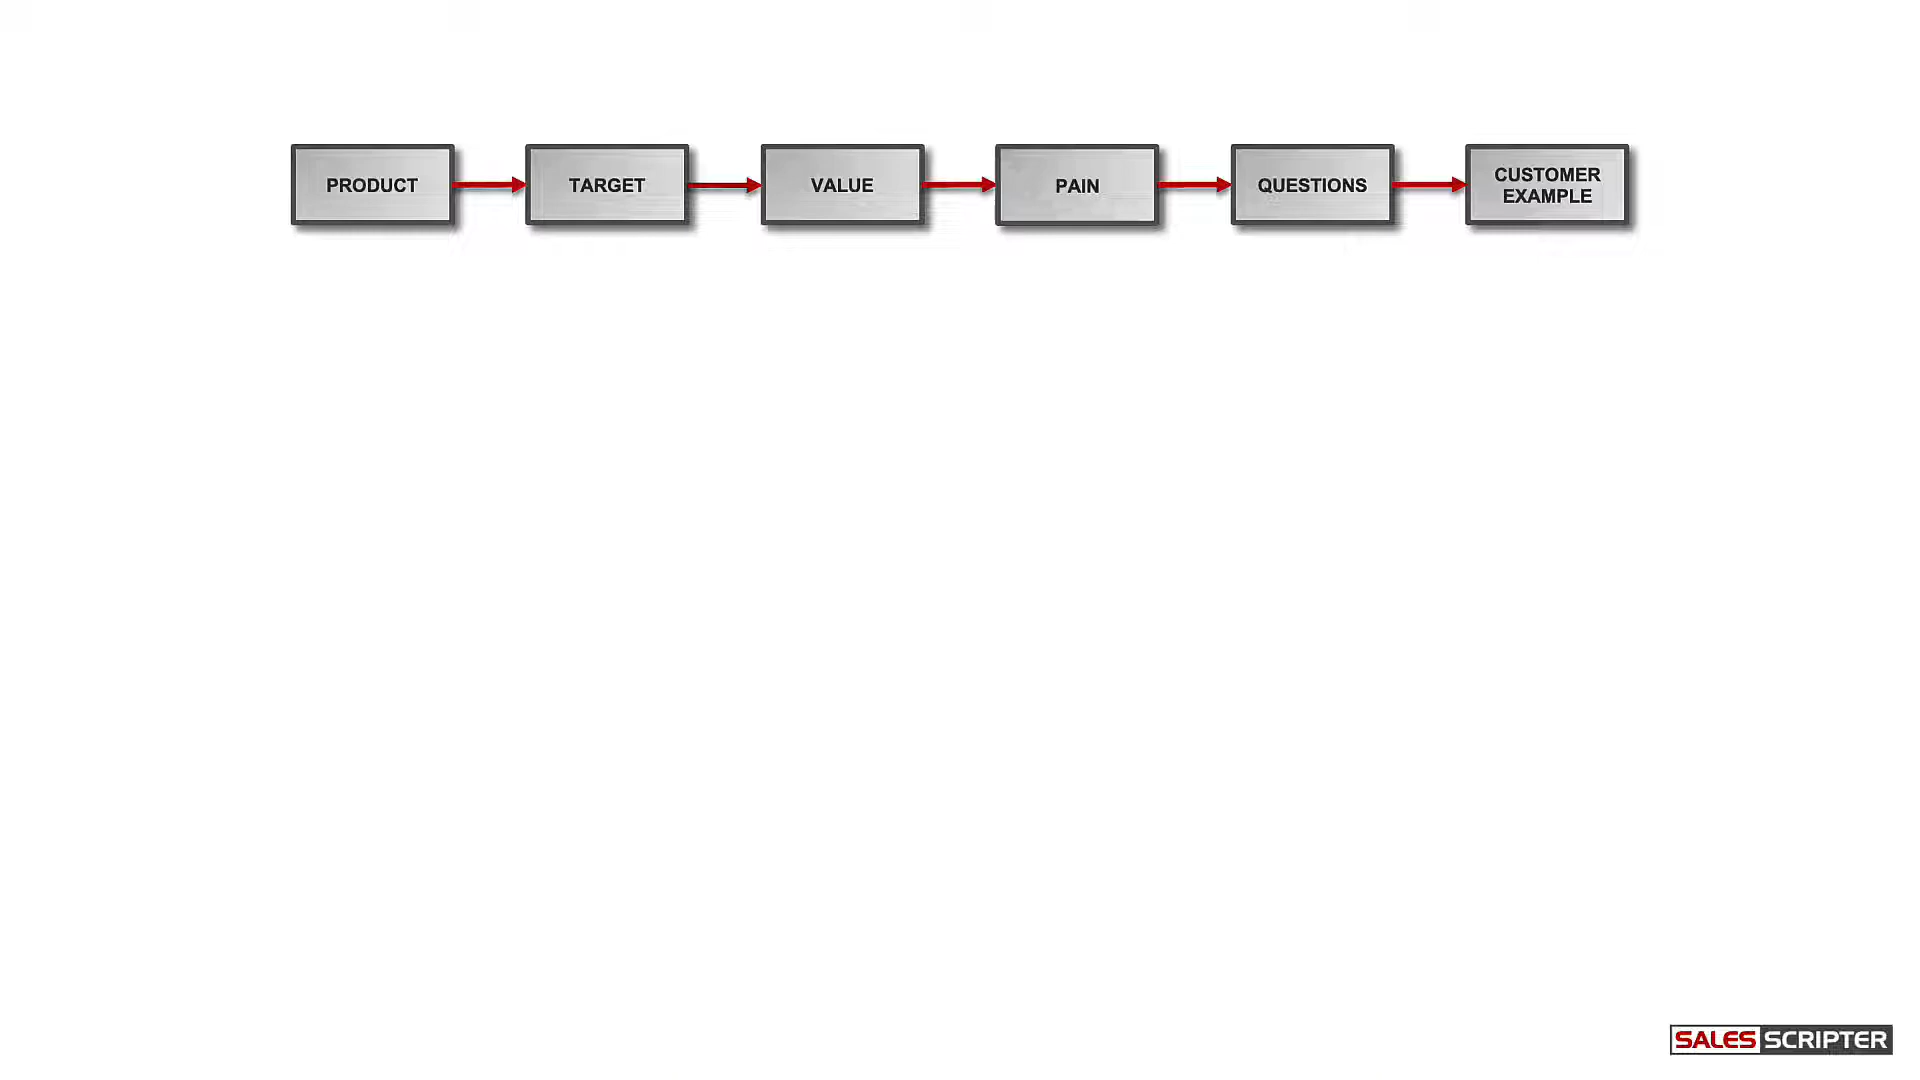 PRODUCT
TARGET
VALUE
PAIN
QUESTIONS
CUSTOMER
EXAMPLE
SALES SCRIPTER